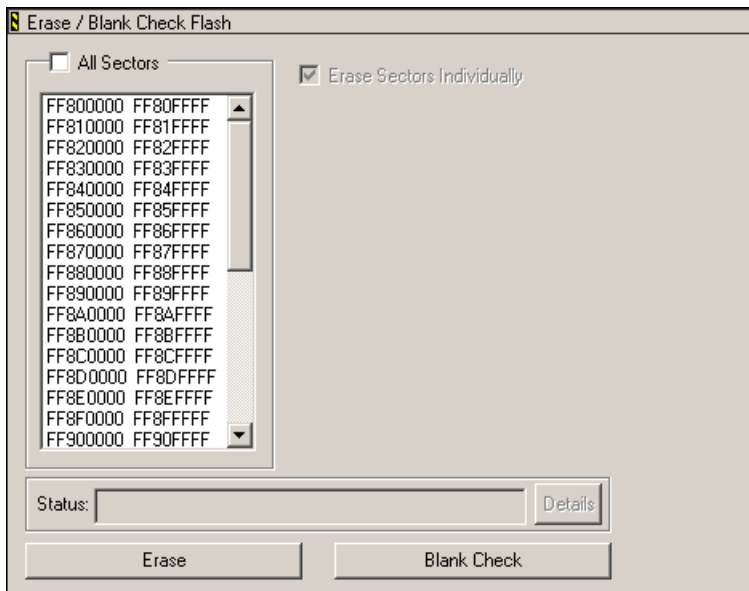 Erase / Blank Check Flash
All Sectors
Erase Sectors Individually
FF800000 FF80FFFF
FF810000 FF81FFFF
FF820000 FF82FFFF
FF830000 FF83FFFF
FF840000 FF84FFFF
FF850000 FF85FFFF
FF860000 FF86FFFF
FF870000 FF87FFFF
FF880000 FF88FFFF
FF890000 FF89FFFF
FF8A0000 FF8AFFFF
FF8B0000 FF8BFFFF
FF8C0000 FF8CFFFF
FF8D0000 FF8DFFFF
FF8E0000 FF8EFFFF
FF8F0000 FF8FFFFF
FF900000 FF90FFFF
Status: Details
Erase Blank Check